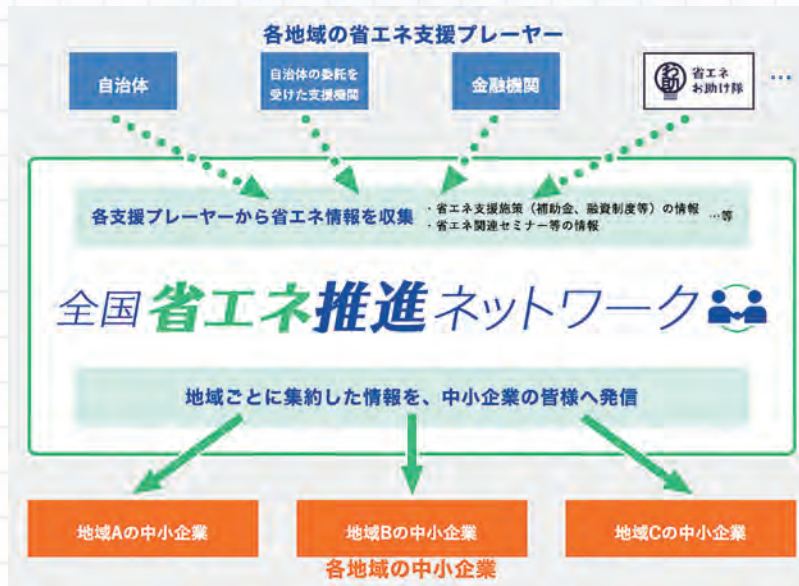 各地域の省エネ支援プレーヤー
自治体
自治体の委託を
受けた支援機関
金融機関
お助
省エネ
お助け隊
…
各支援プレーヤーから省エネ情報を収集
・省エネ支援施策（補助金、融資制度等）の情報
・省エネ関連セミナー等の情報
…等
全国省エネ推進ネットワーク
地域ごとに集約した情報を、中小企業の皆様へ発信
地域Aの中小企業
地域Bの中小企業
地域Cの中小企業
各地域の中小企業